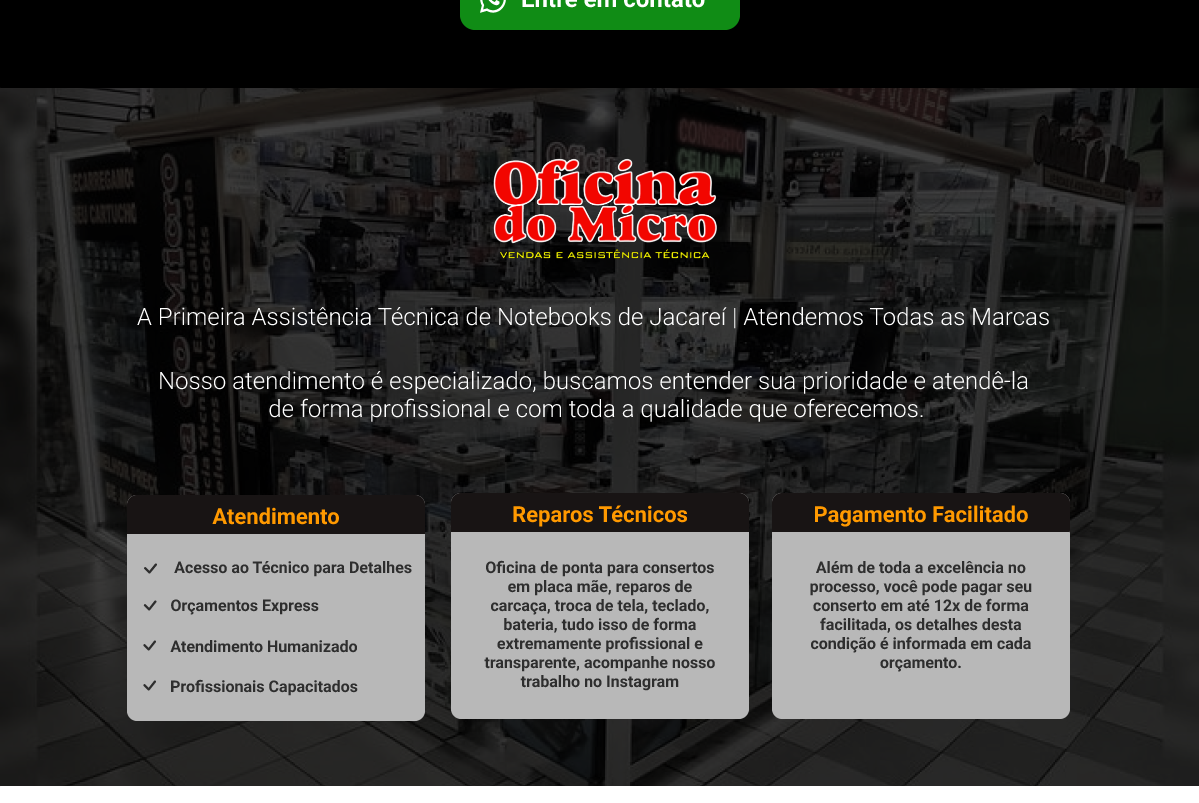 Entre em contato
RECARREGAMOS
SEU CARTUCHO
CONSERTO
CELULAR
Oficina
do Micro
VENDAS E ASSISTÊNCIA TÉCNICA
A Primeira Assistência Técnica de Notebooks de Jacareí | Atendemos Todas as Marcas
Nosso atendimento é especializado, buscamos entender sua prioridade e atendê-la
de forma profissional e com toda a qualidade que oferecemos.
Atendimento
Acesso ao Técnico para Detalhes
Orçamentos Express
Atendimento Humanizado
Profissionais Capacitados
Reparos Técnicos
Oficina de ponta para consertos
em placa mãe, reparos de
carcaça, troca de tela, teclado,
bateria, tudo isso de forma
extremamente profissional e
transparente, acompanhe nosso
trabalho no Instagram
Pagamento Facilitado
Além de toda a excelência no
processo, você pode pagar seu
conserto em até 12x de forma
facilitada, os detalhes desta
condição é informada em cada
orçamento.